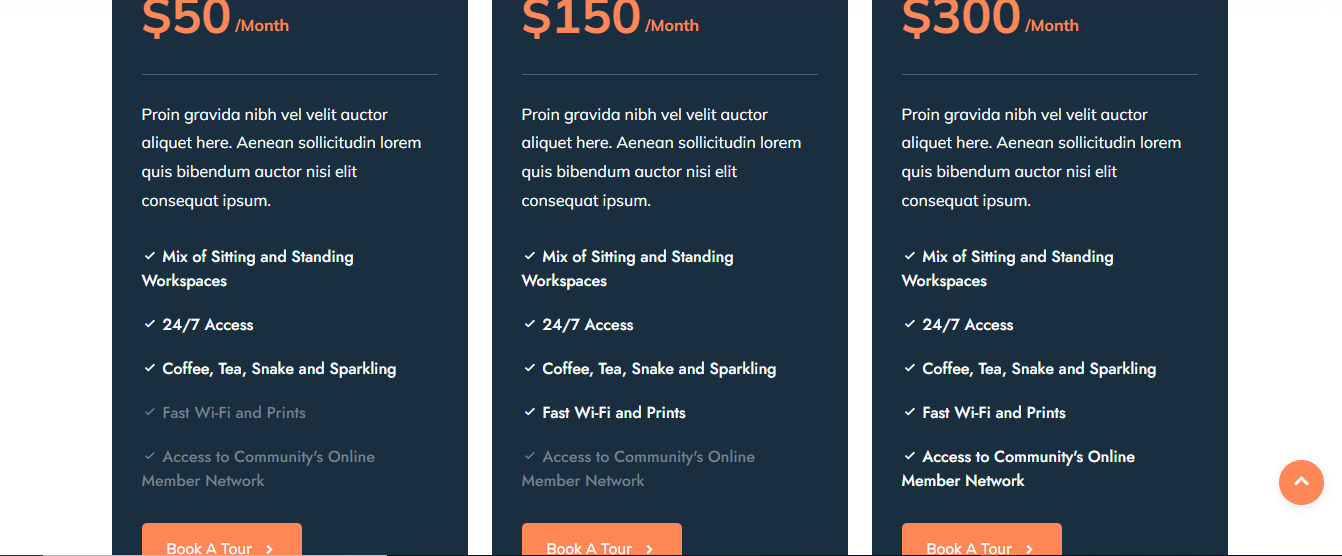 $50 /Month
Proin gravida nibh vel velit auctor
aliquet here. Aenean sollicitudin lorem
quis bibendum auctor nisi elit
consequat ipsum.
Mix of Sitting and Standing
Workspaces
24/7 Access
Coffee, Tea, Snake and Sparkling
Fast Wi-Fi and Prints
Access to Community's Online
Member Network
Book A Tour
$150 /Month
Proin gravida nibh vel velit auctor
aliquet here. Aenean sollicitudin lorem
quis bibendum auctor nisi elit
consequat ipsum.
Mix of Sitting and Standing
Workspaces
24/7 Access
Coffee, Tea, Snake and Sparkling
Fast Wi-Fi and Prints
Access to Community's Online
Member Network
Book A Tour
$300 /Month
Proin gravida nibh vel velit auctor
aliquet here. Aenean sollicitudin lorem
quis bibendum auctor nisi elit
consequat ipsum.
Mix of Sitting and Standing
Workspaces
24/7 Access
Coffee, Tea, Snake and Sparkling
Fast Wi-Fi and Prints
Access to Community's Online
Member Network
Book A Tour